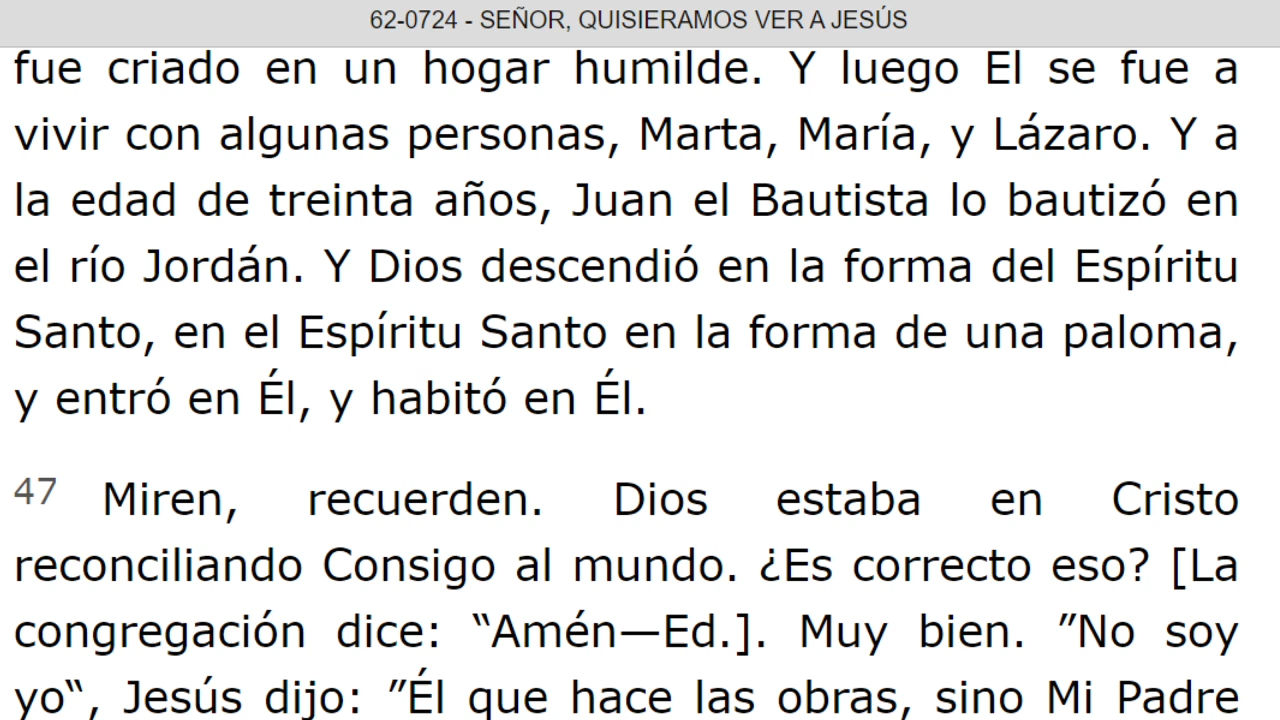 62-0724 - SEÑOR, QUISIERAMOS VER A JESÚS
fue criado en un hogar humilde. Y luego Él se fue a
vivir con algunas personas, Marta, María, y Lázaro. Y a
la edad de treinta años, Juan el Bautista lo bautizó en
el río Jordán. Y Dios descendió en la forma del Espíritu
Santo, en el Espíritu Santo en la forma de una paloma,
y entró en Él, y habitó en Él.
47 Miren, recuerden. Dios estaba en Cristo
reconciliando Consigo al mundo. ¿Es correcto eso? [La
congregación dice: “Amén—Ed.]. Muy bien. ”No soy
yo“, Jesús dijo: ”Él que hace las obras, sino Mi Padre